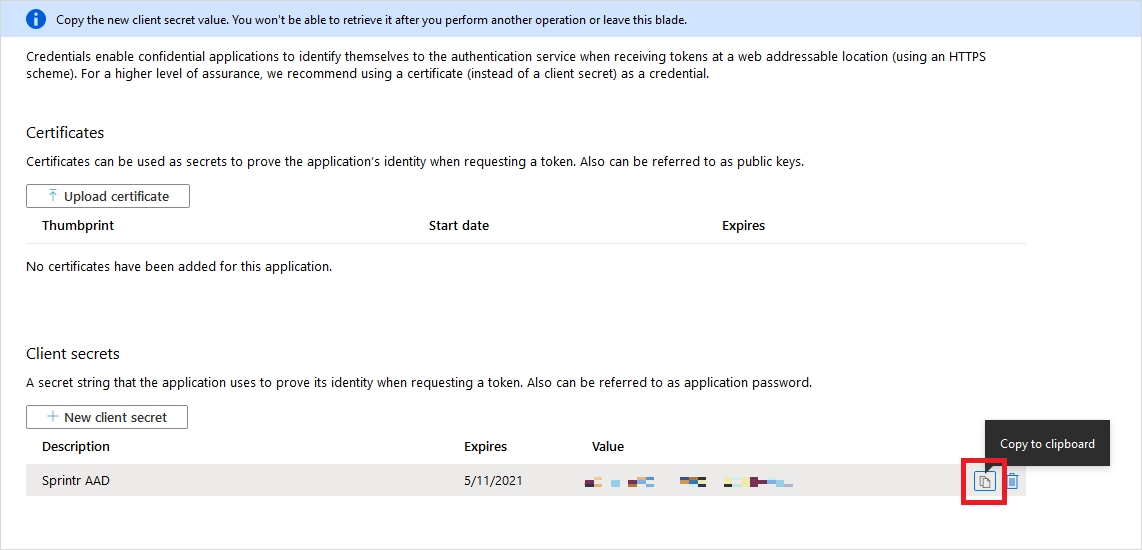 Copy the new client secret value. You won't be able to retrieve it after you perform another operation or leave this blade.
Credentials enable confidential applications to identify themselves to the authentication service when receiving tokens at a web addressable location (using an HTTPS
scheme). For a higher level of assurance, we recommend using a certificate (instead of a client secret) as a credential.
Certificates
Certificates can be used as secrets to prove the application's identity when requesting a token. Also can be referred to as public keys.
Upload certificate
Thumbprint Start date Expires
No certificates have been added for this application.
Client secrets
A secret string that the application uses to prove its identity when requesting a token. Also can be referred to as application password.
New client secret
Copy to clipboard
Description Expires Value
Sprintr AAD 5/11/2021